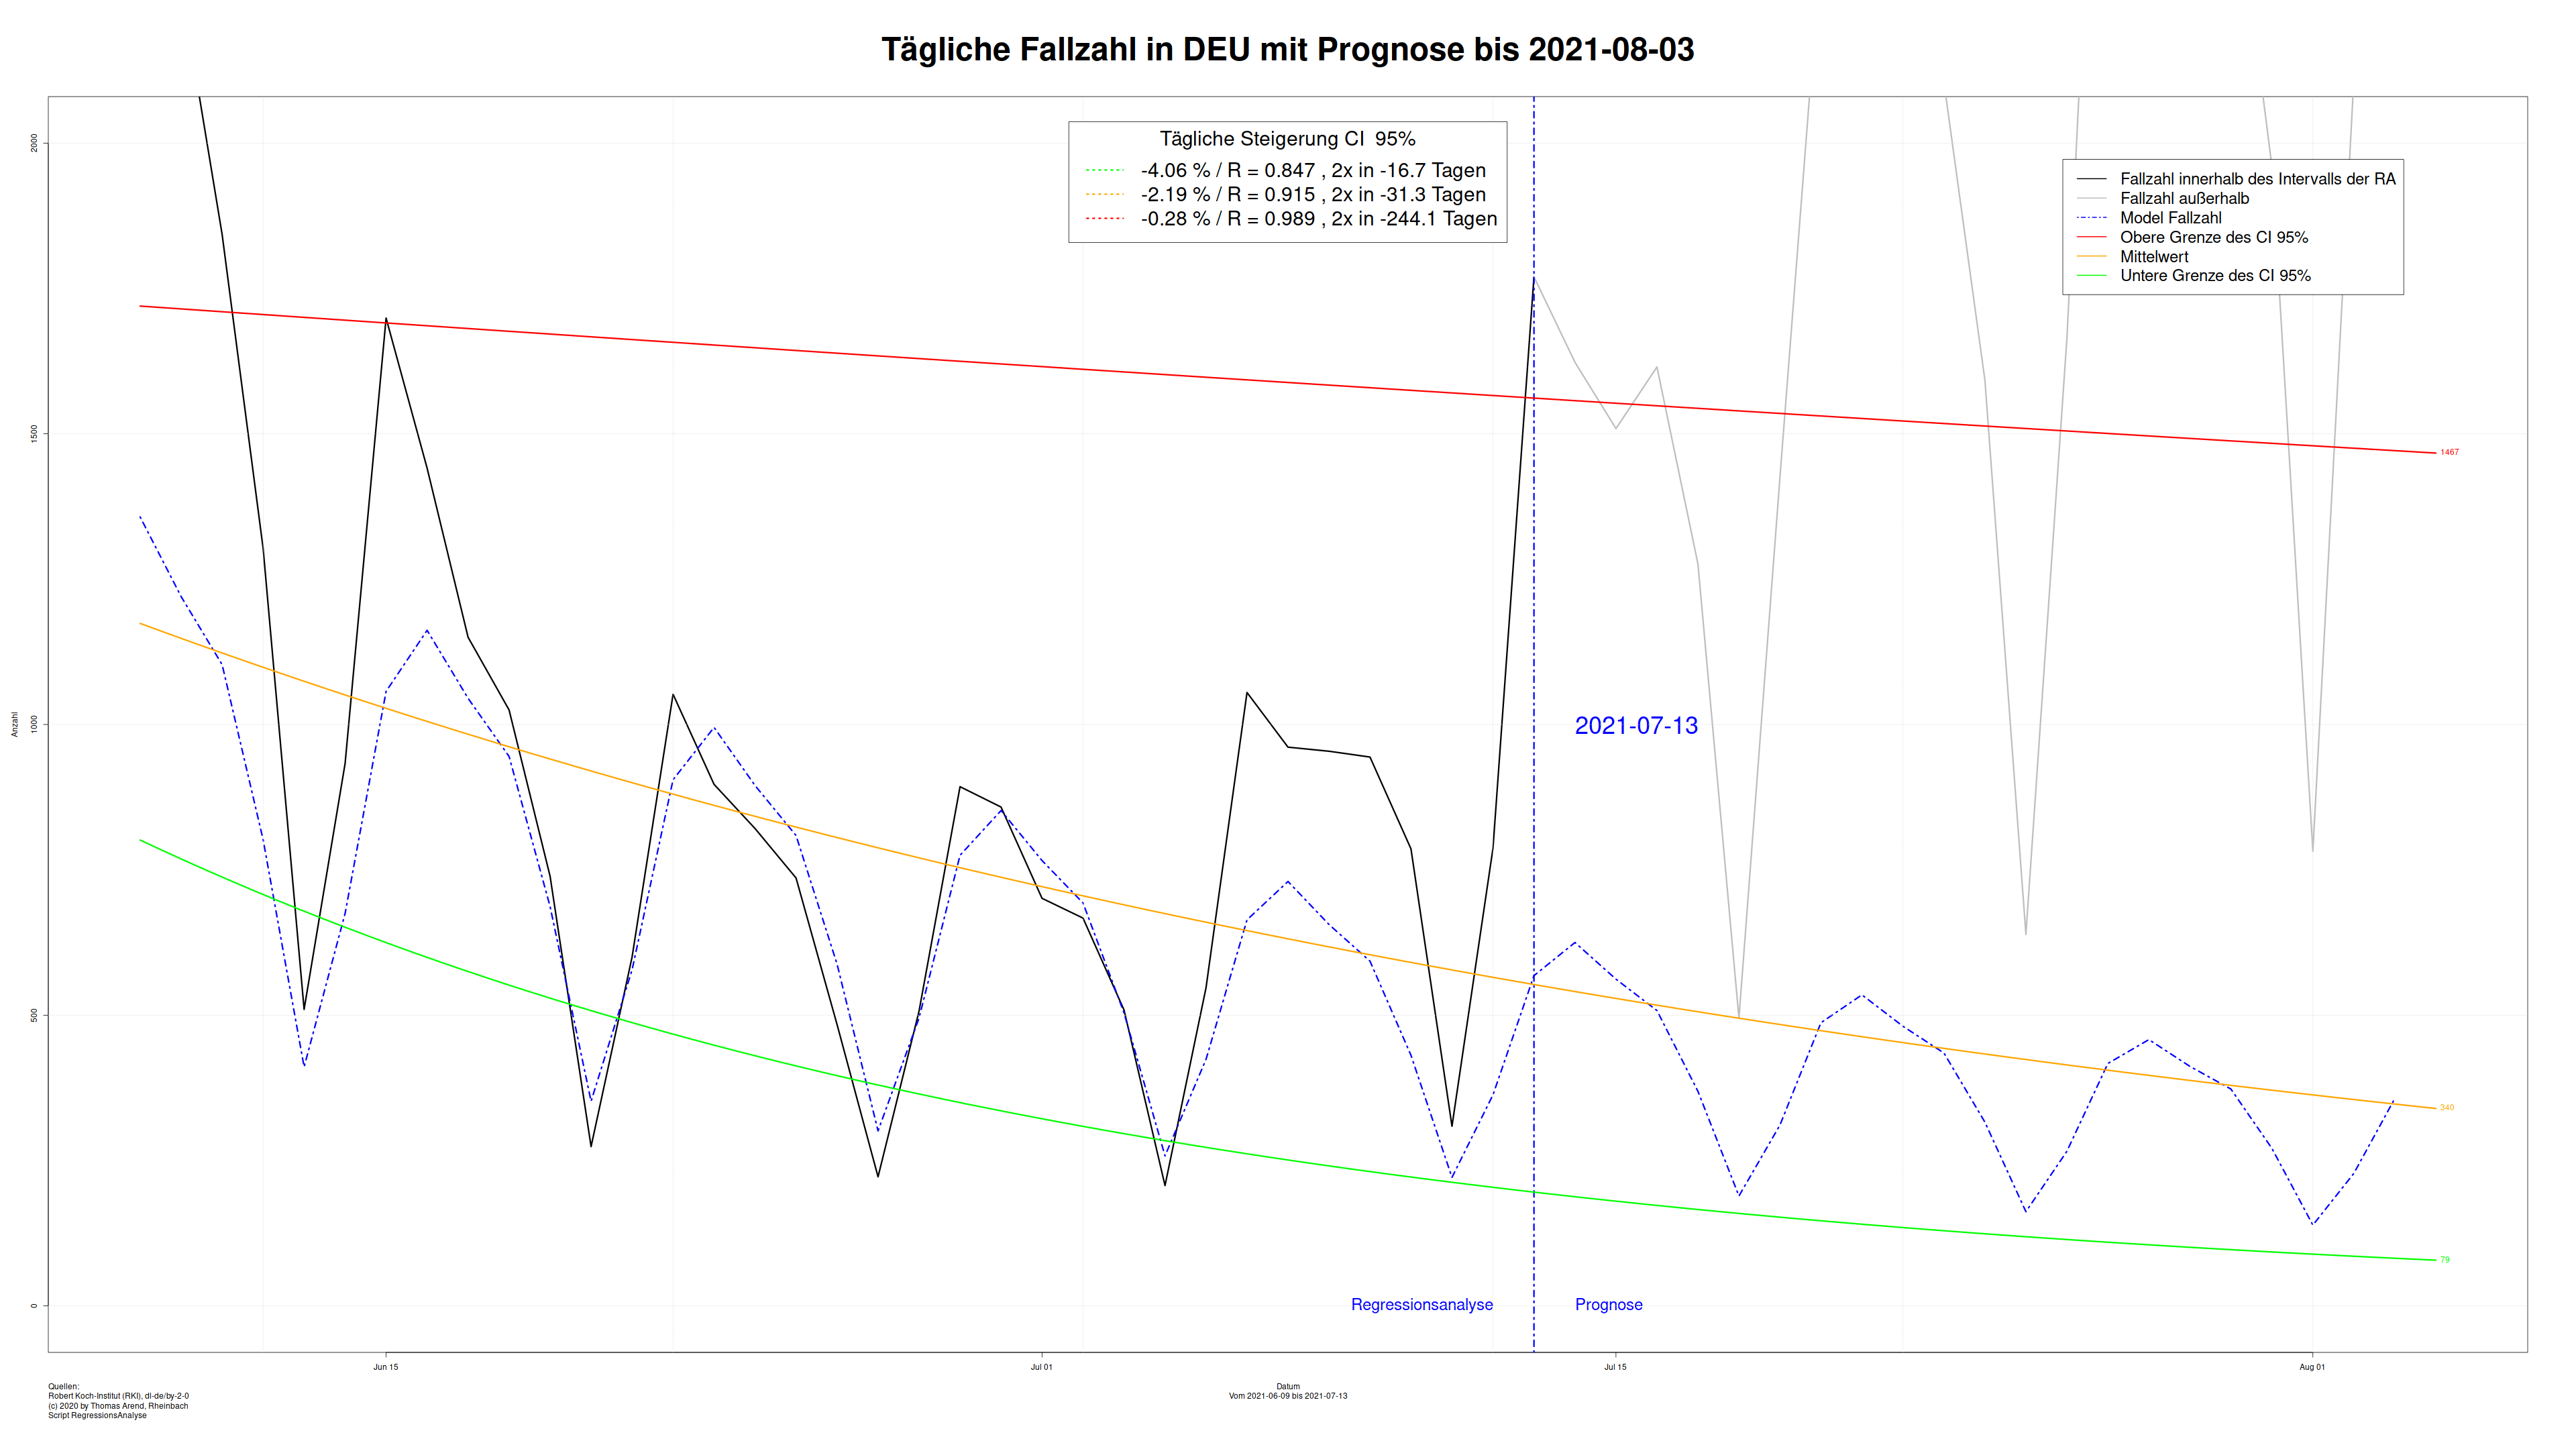 Tägliche Fallzahl in DEU mit Prognose bis 2021-08-03
Tägliche Steigerung CI  95%
-4.06 % / R = 0.847 , 2x in -16.7 Tagen
-2.19 % / R = 0.915 , 2x in -31.3 Tagen
-0.28 % / R = 0.989 , 2x in -244.1 Tagen
Fallzahl innerhalb des Intervalls der RA
Fallzahl außerhalb
Model Fallzahl
Obere Grenze des CI 95%
Mittelwert
Untere Grenze des CI 95%
2000
1500
1000
500
0
Anzahl
1467
340
79
2021-07-13
Regressionsanalyse
Prognose
Jun 15
Jul 01
Jul 15
Aug 01
Datum
Vom 2021-06-09 bis 2021-07-13
Quellen:
Robert Koch-Institut (RKI), dl-de/by-2-0
(c) 2020 by Thomas Arend, Rheinbach
Script RegressionsAnalyse